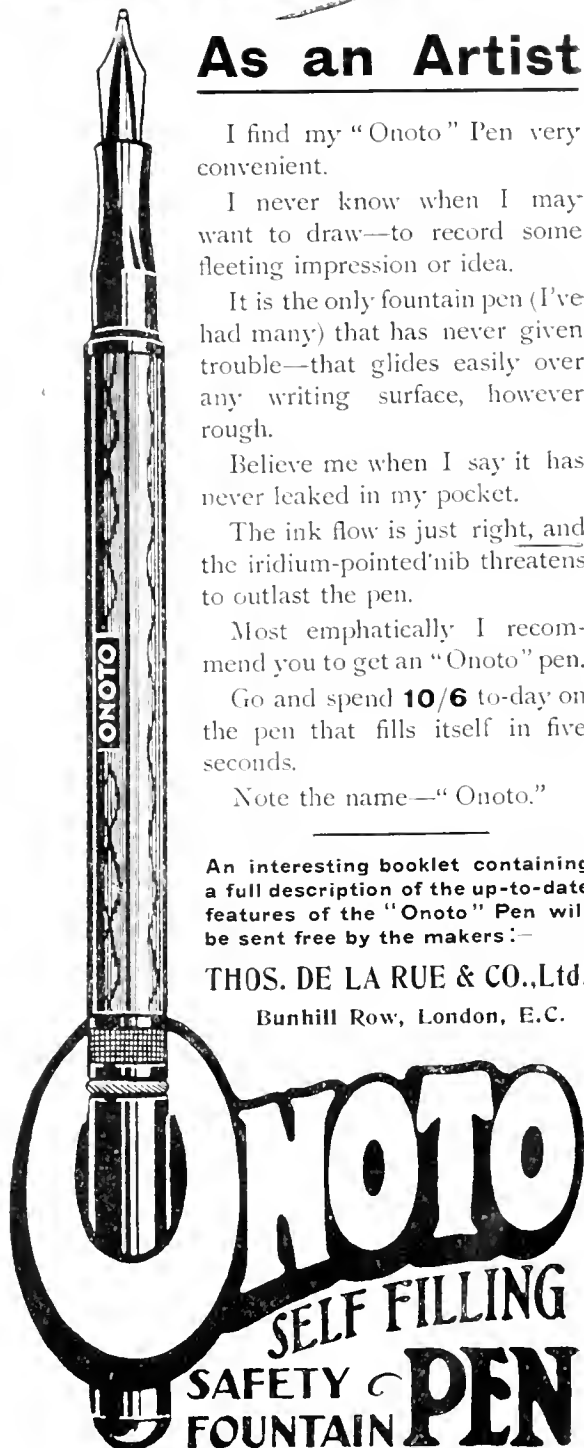 As an Artist
I find my "Onoto" Pen very
convenient.
I never know when I may
want to draw—to record some
fleeting impression or idea.
It is the only fountain pen (I've
had many) that has never given
trouble—that glides easily over
any writing surface, however
rough.
Believe me when I say it has
never leaked in my pocket.
The ink flow is just right, and
the iridium-pointed nib threatens
to outlast the pen.
Most emphatically I recom-
mend you to get an "Onoto" pen.
Go and spend 10/6 to-day on
the pen that fills itself in five
seconds.
Note the name—"Onoto."
An interesting booklet containing
a full description of the up-to-date
features of the "Onoto" Pen wil
be sent free by the makers:—
THOS. DE LA RUE & CO., Ltd.
Bunhill Row, London, E.C.
ONOTO
ONOTO
SELF FILLING
SAFETY
FOUNTAIN PEN